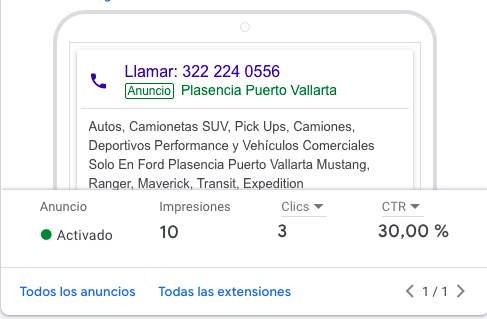 Llamar: 322 224 0556
Anuncio Plasencia Puerto Vallarta
Autos, Camionetas SUV, Pick Ups, Camiones,
Deportivos Performance y Vehículos Comerciales
Solo En Ford Plasencia Puerto Vallarta Mustang,
Ranger, Maverick, Transit, Expedition
Anuncio Impresiones Clics CTR
Activado 10 3 30,00 %
Todos los anuncios Todas las extensiones 1 / 1